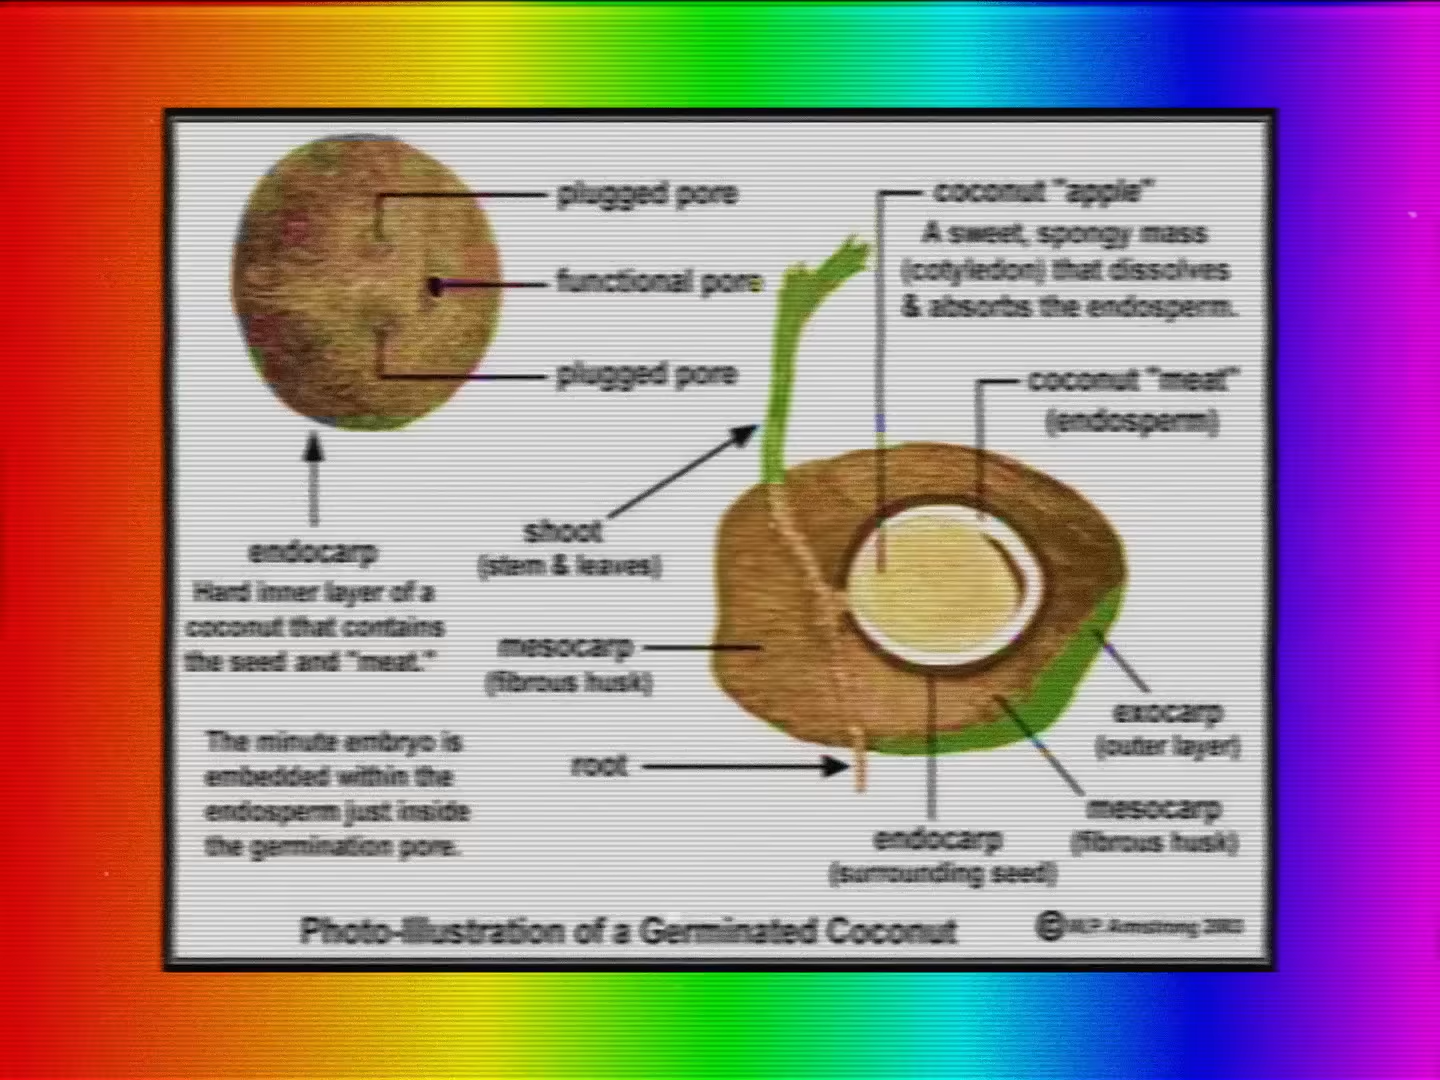 plugged pore
functional pore
plugged pore
endocarp
Hard inner layer of a
coconut that contains
the seed and "meat."
The minute embryo is
embedded within the
endosperm just inside
the germination pore.
coconut "apple"
A sweet, spongy mass
(cotyledon) that dissolves
& absorbs the endosperm.
coconut "meat"
(endosperm)
shoot
(stem & leaves)
mesocarp
(fibrous husk)
root
exocarp
(outer layer)
mesocarp
(fibrous husk)
endocarp
(surrounding seed)
Photo-Illustration of a Germinated Coconut
© W.P. Armstrong